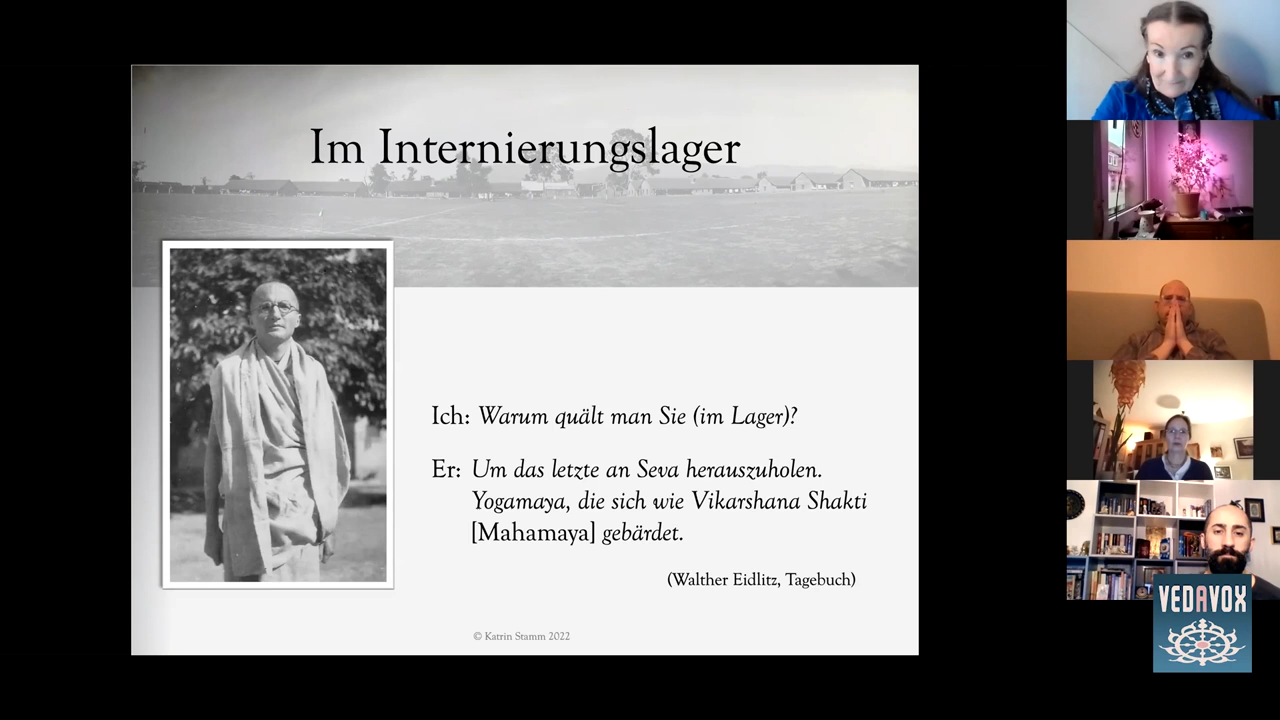 Im Internierungslager
Ich: Warum quält man Sie (im Lager)?
Er: Um das letzte an Seva herauszuholen.
Yogamaya, die sich wie Vikarshana Shakti
[Mahamaya] gebärdet.
(Walther Eidlitz, Tagebuch)
© Katrin Stamm 2022
VEDAVOX